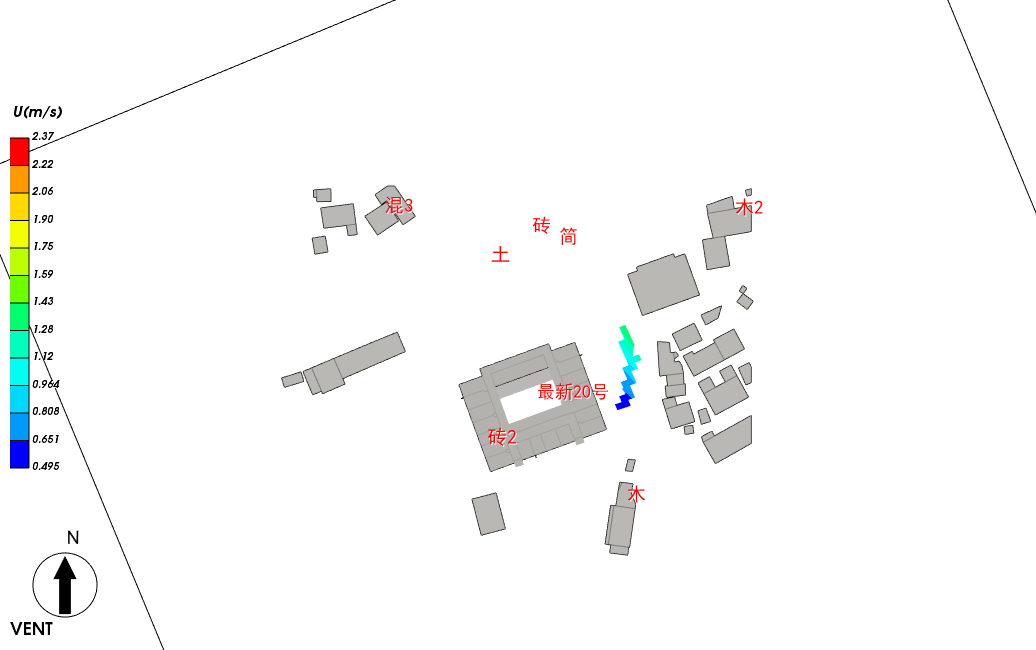 U(m/s)
2.37
2.22
2.06
1.90
1.75
1.59
1.43
1.28
1.12
0.964
0.808
0.651
0.495
混3
木2
砖
简
土
最新20号
砖2
木
N
VENT